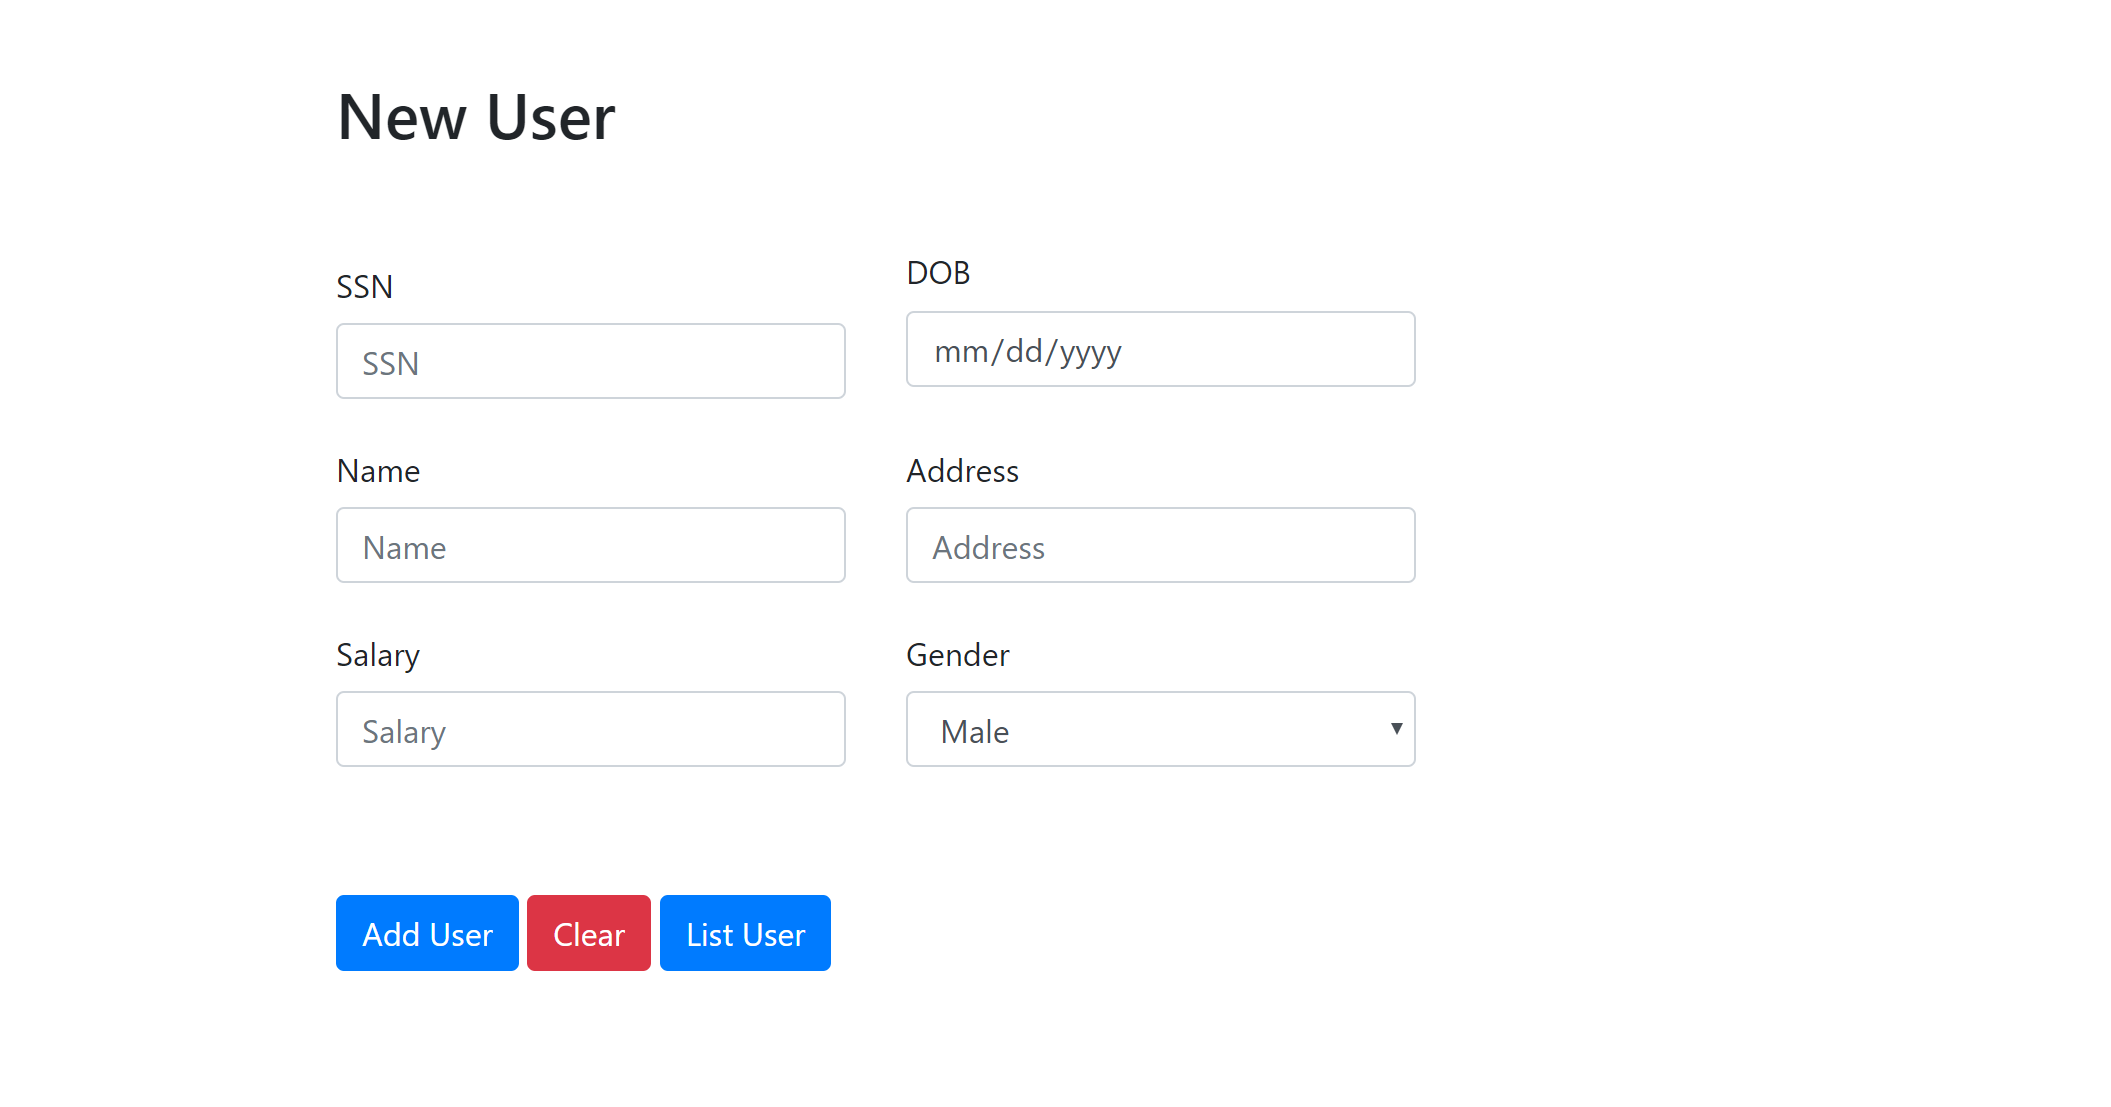 New User
SSN
DOB
SSN
mm/dd/yyyy
Name
Address
Name
Address
Salary
Gender
Salary
Male
Add User
Clear
List User